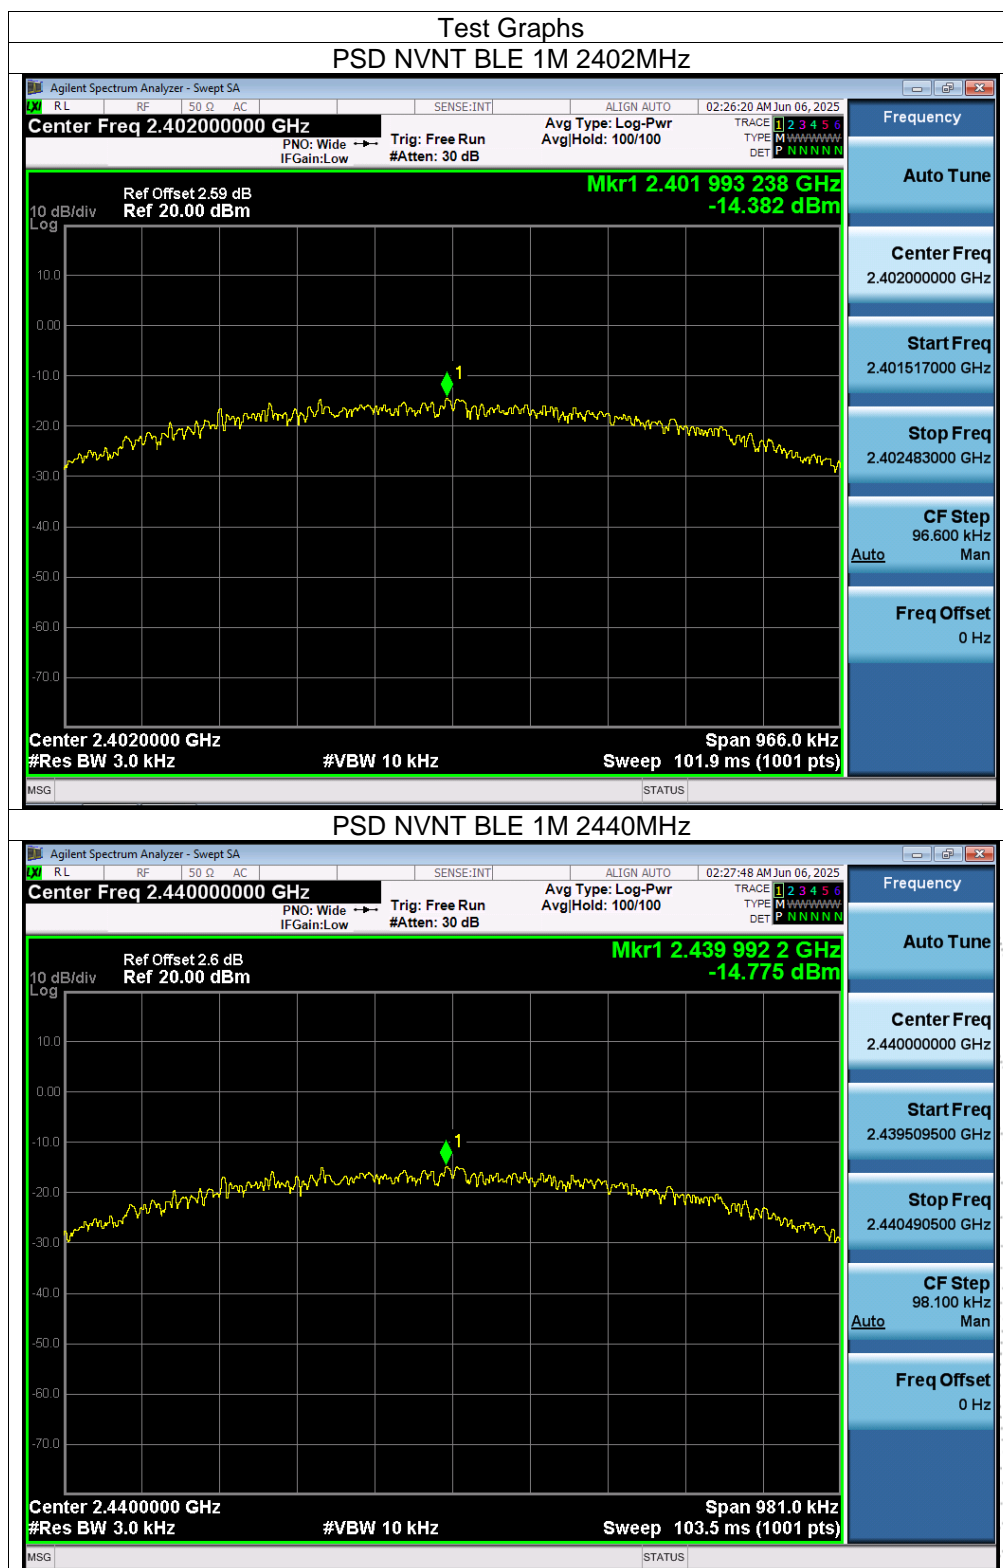 Test Graphs
PSD NVNT BLE 1M 2402MHz
Agilent Spectrum Analyzer - Swept SA
LXI RL RF 50 Ω AC SENSE:INT ALIGN AUTO 02:26:20 AM Jun 06, 2025
Center Freq 2.402000000 GHz
PNO: Wide
IFGain:Low
Trig: Free Run
#Atten: 30 dB
Avg Type: Log-Pwr
Avg|Hold: 100/100
TRACE 1 2 3 4 5 6
TYPE M W W W W W
DET P N N N N N
Frequency
Mkr1 2.401 993 238 GHz
-14.382 dBm
Ref Offset 2.59 dB
10 dB/div Ref 20.00 dBm
Log
10.0
0.00
-10.0
-20.0
-30.0
-40.0
-50.0
-60.0
-70.0
1
Auto Tune
Center Freq
2.402000000 GHz
Start Freq
2.401517000 GHz
Stop Freq
2.402483000 GHz
CF Step
96.600 kHz
Auto Man
Freq Offset
0 Hz
Center 2.4020000 GHz Span 966.0 kHz
#Res BW 3.0 kHz #VBW 10 kHz Sweep 101.9 ms (1001 pts)
MSG STATUS
PSD NVNT BLE 1M 2440MHz
Agilent Spectrum Analyzer - Swept SA
LXI RL RF 50 Ω AC SENSE:INT ALIGN AUTO 02:27:48 AM Jun 06, 2025
Center Freq 2.440000000 GHz
PNO: Wide
IFGain:Low
Trig: Free Run
#Atten: 30 dB
Avg Type: Log-Pwr
Avg|Hold: 100/100
TRACE 1 2 3 4 5 6
TYPE M W W W W W
DET P N N N N N
Frequency
Mkr1 2.439 992 2 GHz
-14.775 dBm
Ref Offset 2.6 dB
10 dB/div Ref 20.00 dBm
Log
10.0
0.00
-10.0
-20.0
-30.0
-40.0
-50.0
-60.0
-70.0
1
Auto Tune
Center Freq
2.440000000 GHz
Start Freq
2.439509500 GHz
Stop Freq
2.440490500 GHz
CF Step
98.100 kHz
Auto Man
Freq Offset
0 Hz
Center 2.4400000 GHz Span 981.0 kHz
#Res BW 3.0 kHz #VBW 10 kHz Sweep 103.5 ms (1001 pts)
MSG STATUS